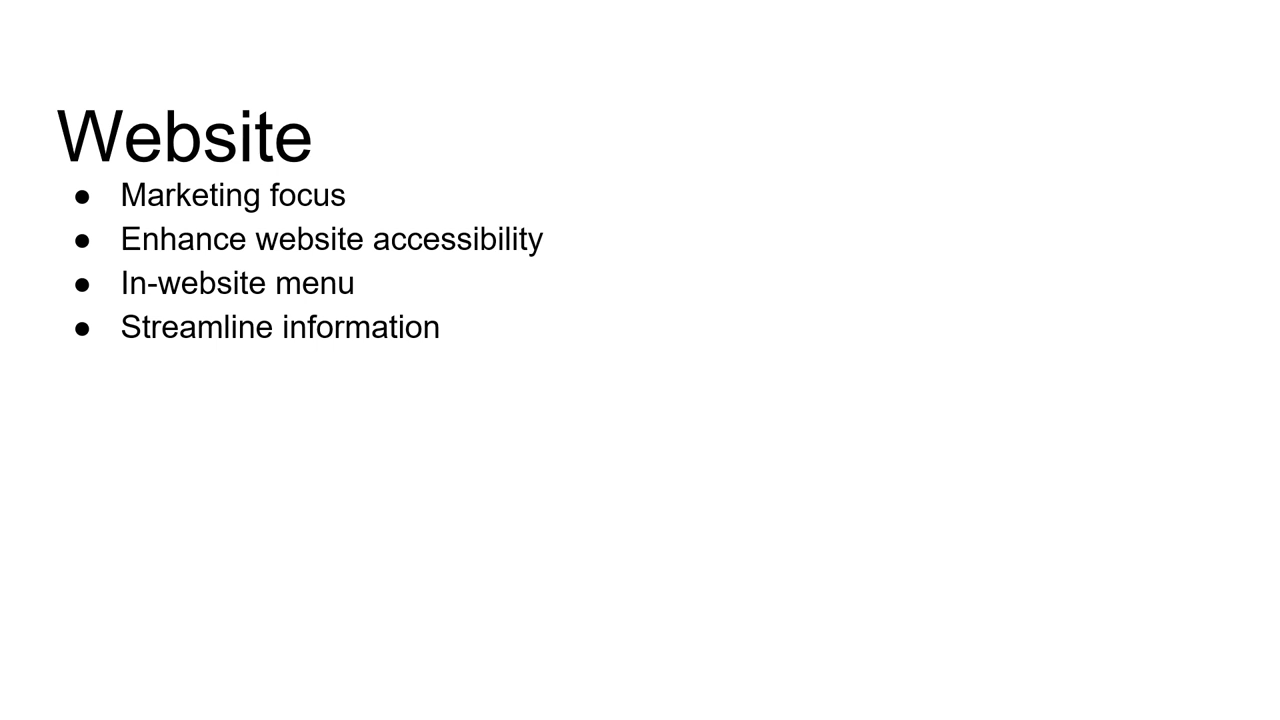 Website
● Marketing focus
● Enhance website accessibility
● In-website menu
● Streamline information